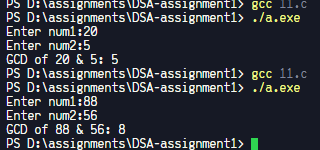 PS D:\assignments\DSA-assignment1> gcc 11.c
PS D:\assignments\DSA-assignment1> ./a.exe
Enter num1:20
Enter num2:5
GCD of 20 & 5: 5
PS D:\assignments\DSA-assignment1> gcc 11.c
PS D:\assignments\DSA-assignment1> ./a.exe
Enter num1:88
Enter num2:56
GCD of 88 & 56: 8
PS D:\assignments\DSA-assignment1>